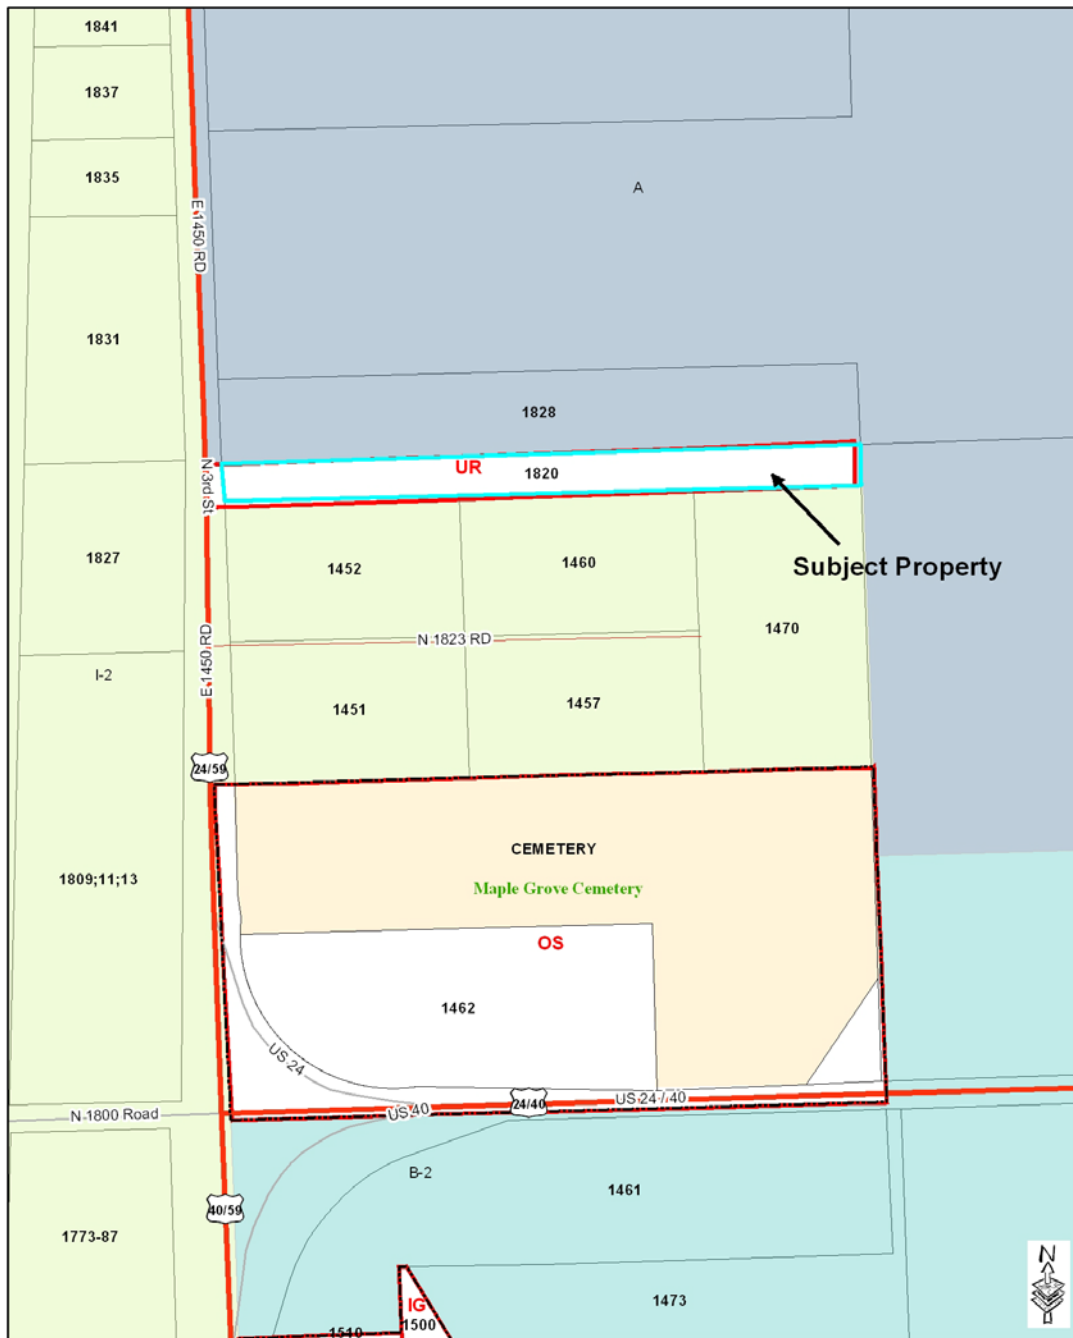 1841
1837
1835
A
E 1450 RD
1831
1828
UR
1820
N 3rd St
Subject Property
1827
1452
1460
1470
N 1823 RD
E 1450 RD
I-2
1451
1457
24/59
CEMETERY
Maple Grove Cemetery
1809;11;13
OS
1462
US 24
N 1800 Road
US 40
24/40
US 24 / 40
B-2
1461
40/59
1773-87
N
IG
1473
1500
1510